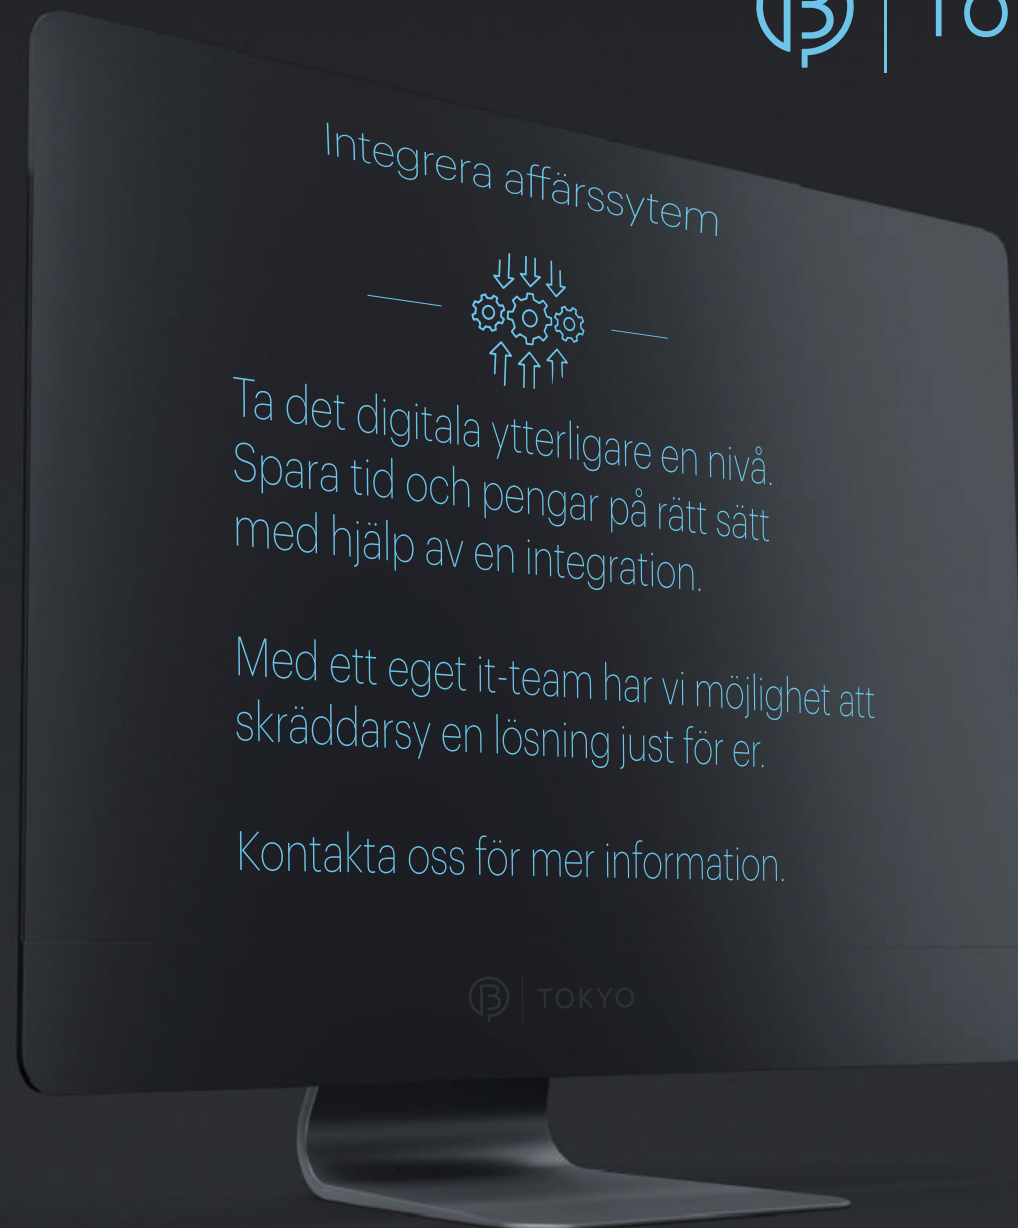 TO
Integrera affärssytem
Ta det digitala ytterligare en nivå.
Spara tid och pengar på rätt sätt
med hjälp av en integration.
Med ett eget it-team har vi möjlighet att
skräddarsy en lösning just för er.
Kontakta oss för mer information.
B | TOKYO